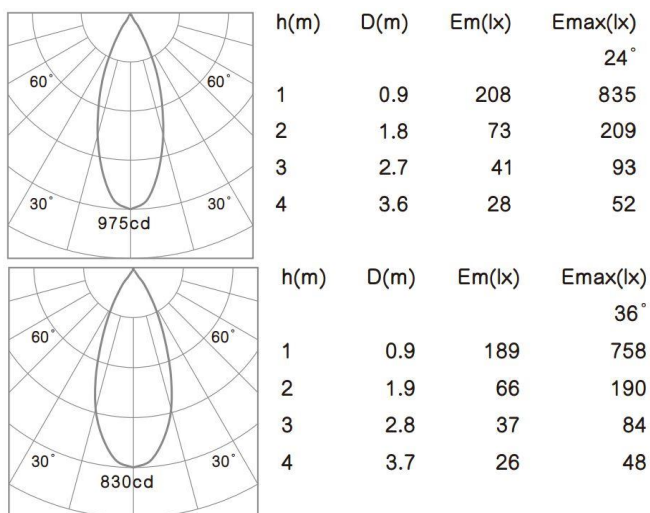 h(m) D(m) Em(lx) Emax(lx)
24°
60° 60°
1 0.9 208 835
2 1.8 73 209
3 2.7 41 93
30° 30°
4 3.6 28 52
975cd
h(m) D(m) Em(lx) Emax(lx)
36°
60° 60°
1 0.9 189 758
2 1.9 66 190
3 2.8 37 84
30° 30°
4 3.7 26 48
830cd